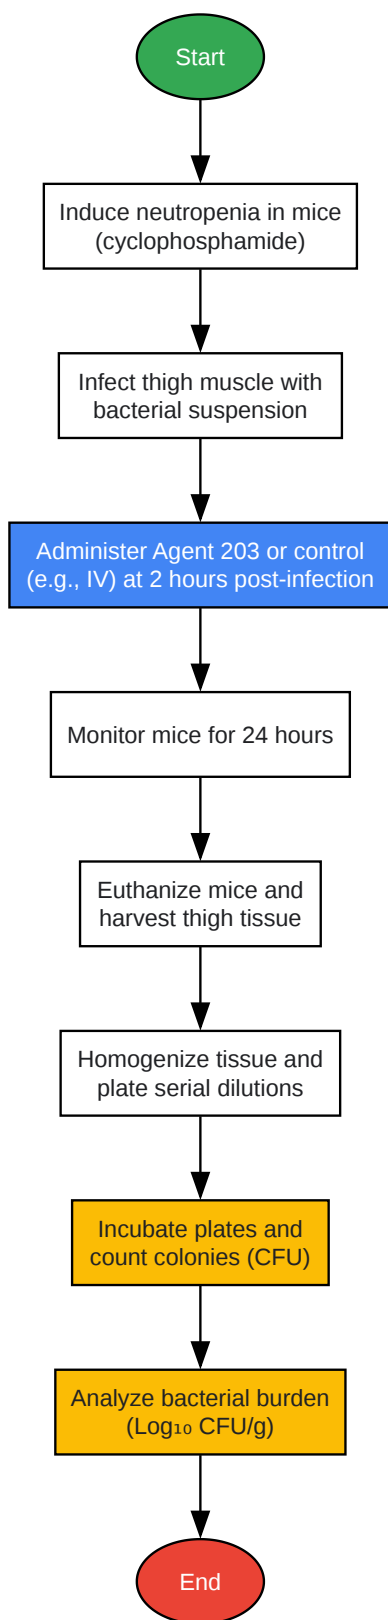 Start
Induce neutropenia in mice
(cyclophosphamide)
Infect thigh muscle with
bacterial suspension
Administer Agent 203 or control
(e.g., IV) at 2 hours post-infection
Monitor mice for 24 hours
Euthanize mice and
harvest thigh tissue
Homogenize tissue and
plate serial dilutions
Incubate plates and
count colonies (CFU)
Analyze bacterial burden
(Log₁₀ CFU/g)
End